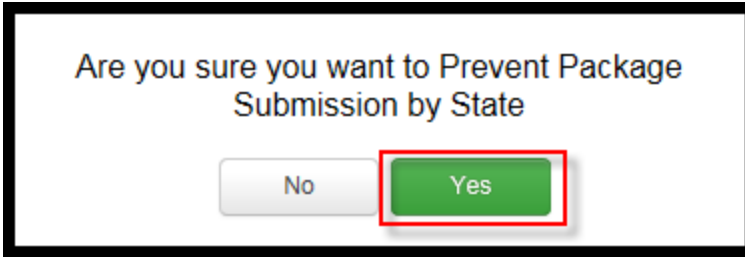 Are you sure you want to Prevent Package
Submission by State
No
Yes